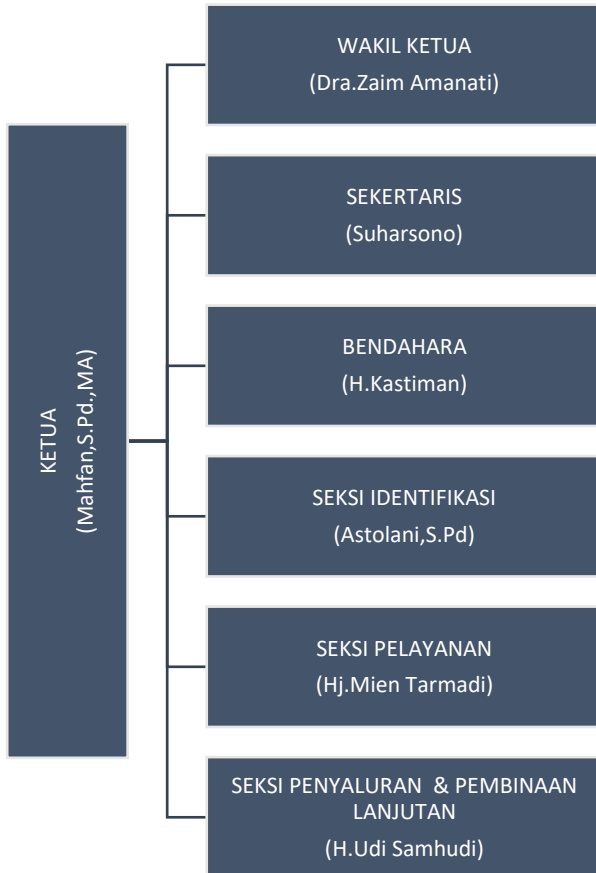 KETUA
(Mahfan,S.Pd.,MA)
WAKIL KETUA
(Dra.Zaim Amanati)
SEKERTARIS
(Suharsono)
BENDAHARA
(H.Kastiman)
SEKSI IDENTIFIKASI
(Astolani,S.Pd)
SEKSI PELAYANAN
(Hj.Mien Tarmadi)
SEKSI PENYALURAN  & PEMBINAAN
LANJUTAN
(H.Udi Samhudi)